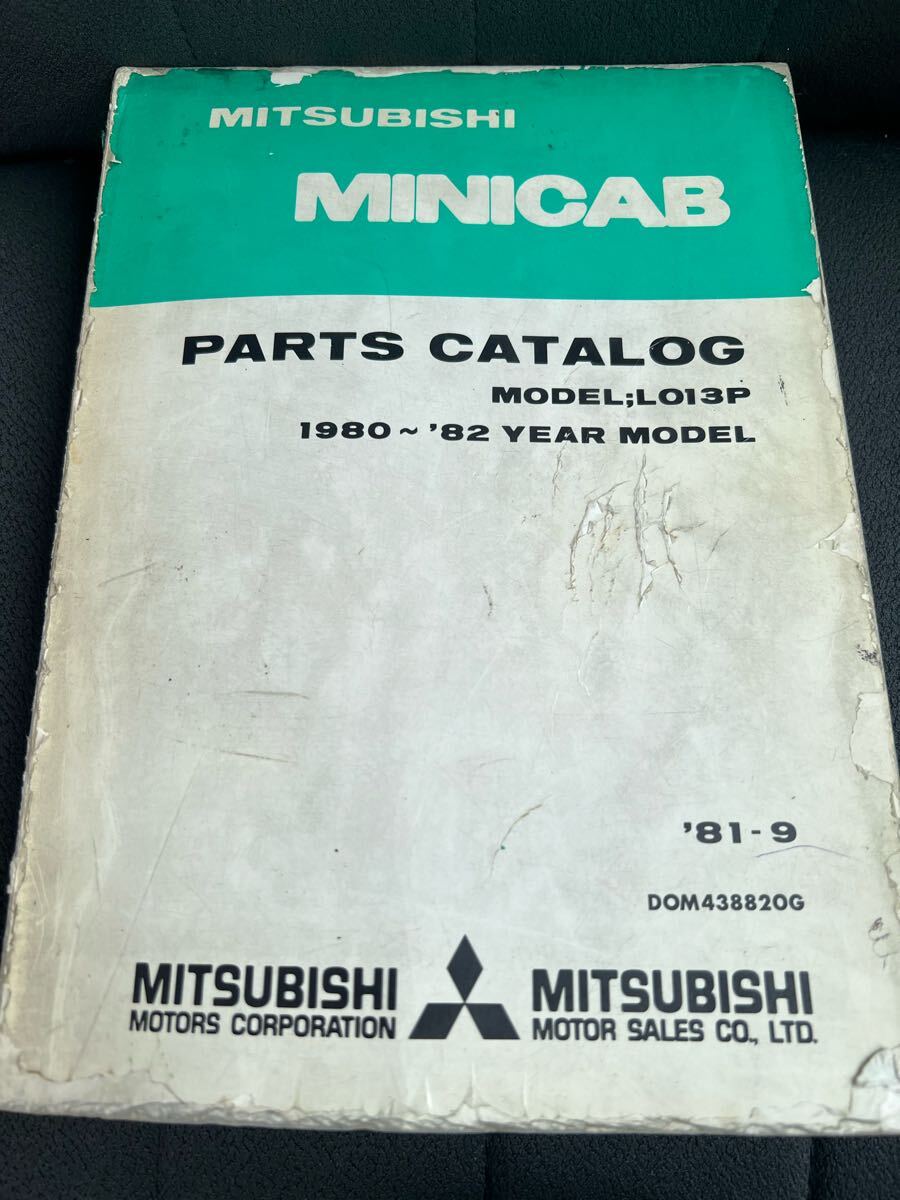 MITSUBISHI
MINICAB
PARTS CATALOG
MODEL;L013P
1980~'82 YEAR MODEL
'81-9
DOM438820G
MITSUBISHI MITSUBISHI
MOTORS CORPORATION MOTOR SALES CO., LTD.